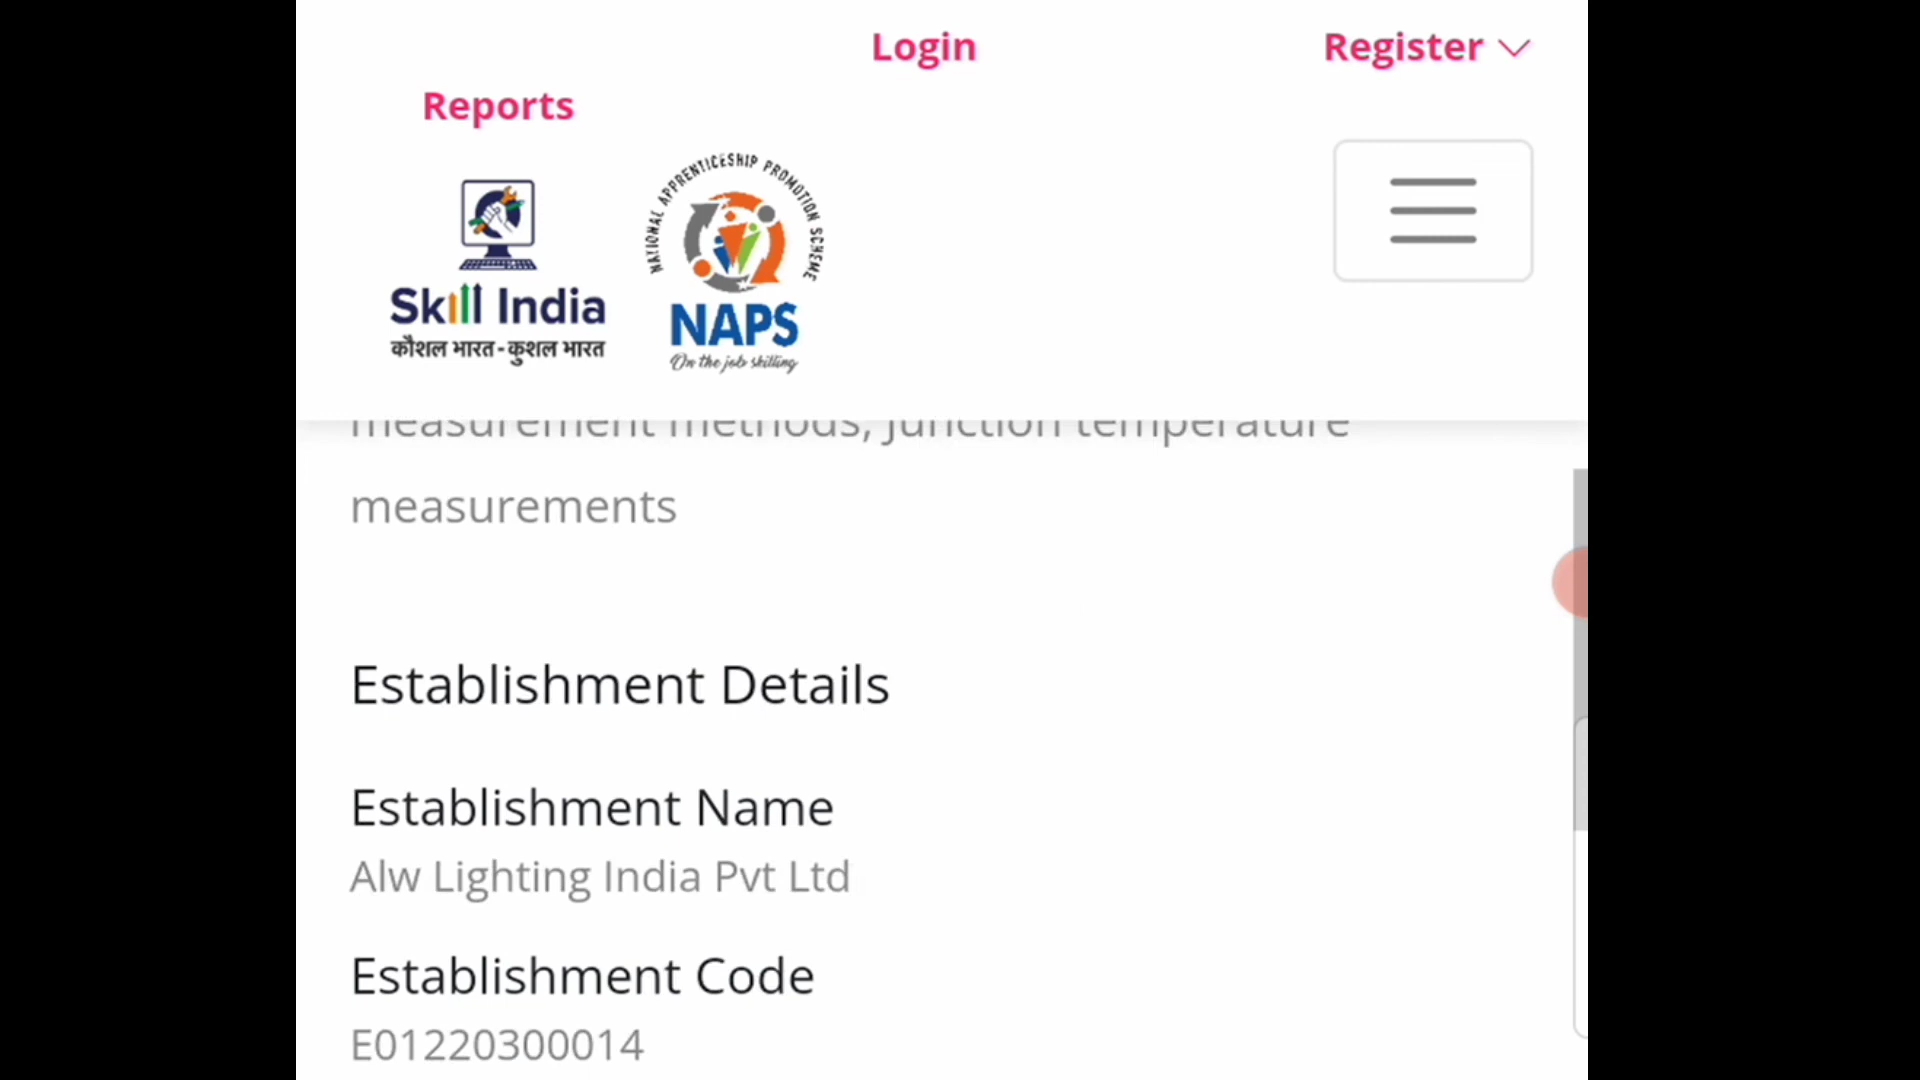 Login
Register
Reports
NATIONAL APPRENTICESHIP PROMOTION SCHEME
Skill India
कौशल भारत - कुशल भारत
NAPS
On the job skilling
measurement methods, junction temperature
measurements
Establishment Details
Establishment Name
Alw Lighting India Pvt Ltd
Establishment Code
E01220300014